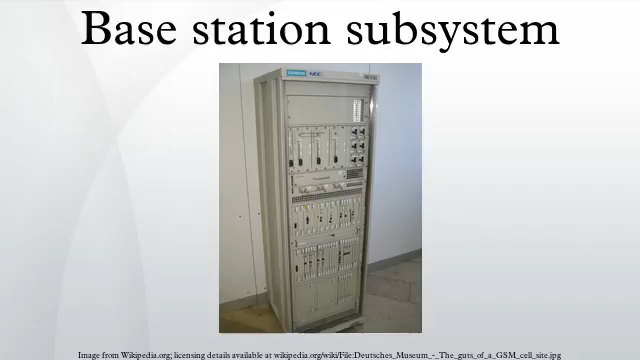 Base station subsystem
SIEMENS NEC
Image from Wikipedia.org; licensing details available at wikipedia.org/wiki/File:Deutsches_Museum_-_The_guts_of_a_GSM_cell_site.jpg